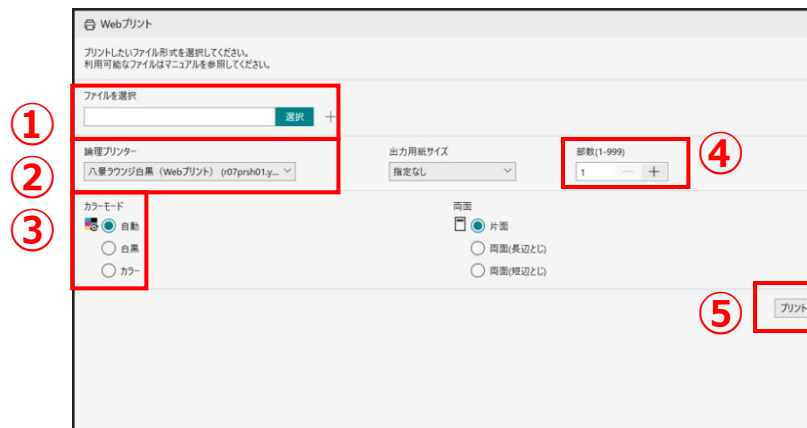 Webプリント
プリントしたいファイル形式を選択してください。
利用可能なファイルはマニュアルを参照してください。
ファイルを選択
選択 +
①
論理プリンター 出力用紙サイズ 部数(1-999)
④
八景ラウンジ白黒（Webプリント） (r07prsh01.y... 指定なし 1 — +
②
カラーモード 両面
自動 片面
③
白黒 両面(長辺とじ)
カラー 両面(短辺とじ)
⑤
プリント